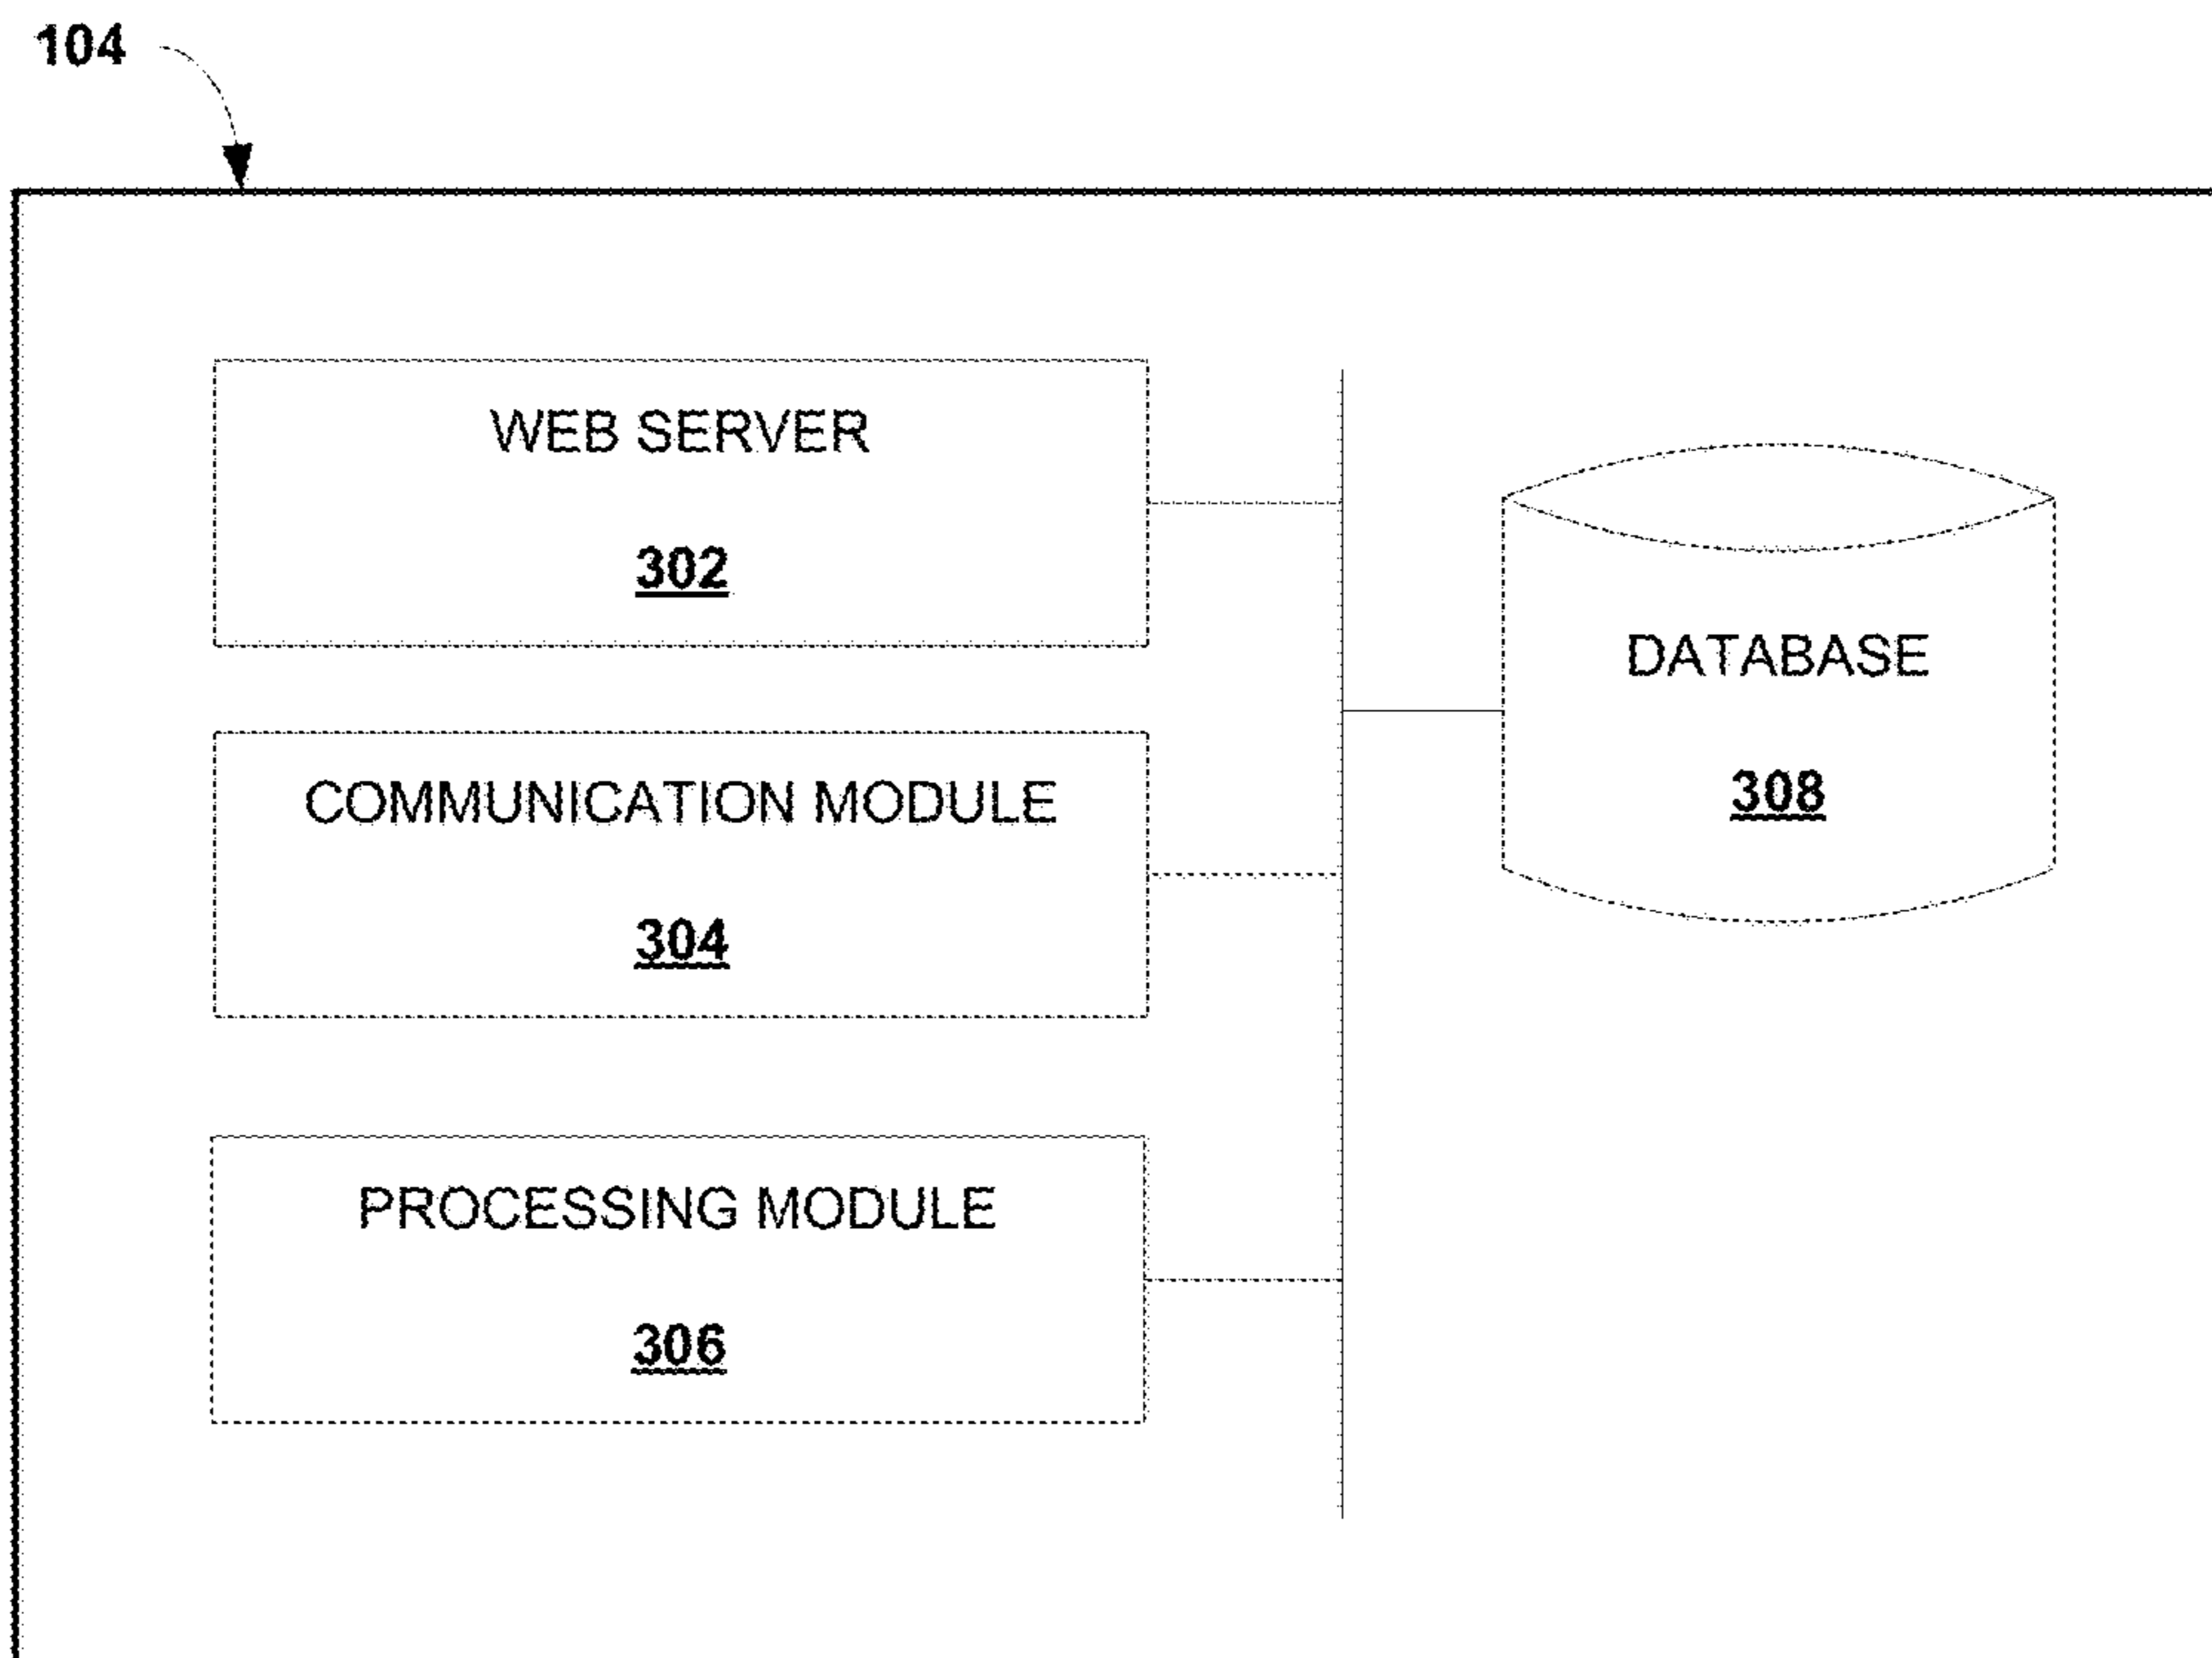 104
WEB SERVER
302
COMMUNICATION MODULE
304
PROCESSING MODULE
306
DATABASE
308